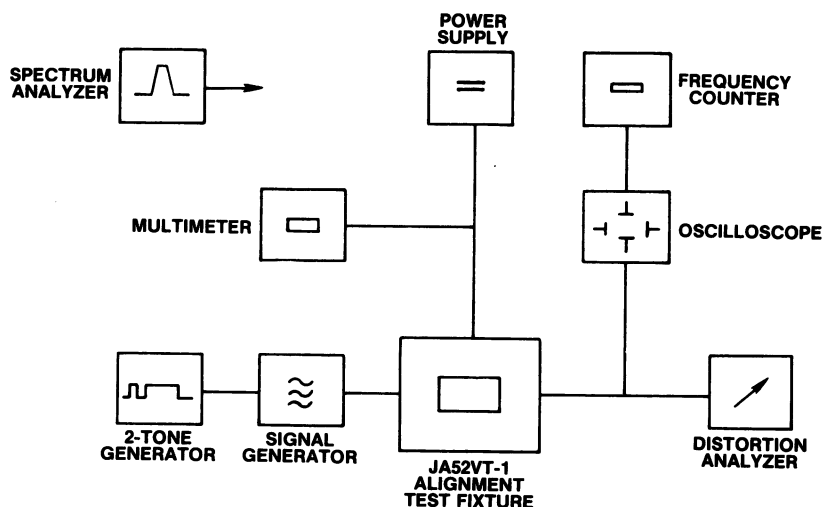 POWER
SUPPLY
SPECTRUM
ANALYZER
FREQUENCY
COUNTER
MULTIMETER
OSCILLOSCOPE
2-TONE
GENERATOR
SIGNAL
GENERATOR
JA52VT-1
ALIGNMENT
TEST FIXTURE
DISTORTION
ANALYZER